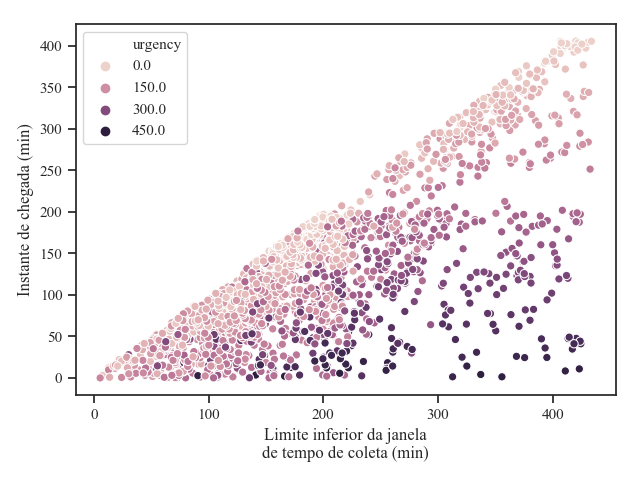 urgency
0.0
150.0
300.0
450.0
Instante de chegada (min)
400
350
300
250
200
150
100
50
0
0 100 200 300 400
Limite inferior da janela
de tempo de coleta (min)